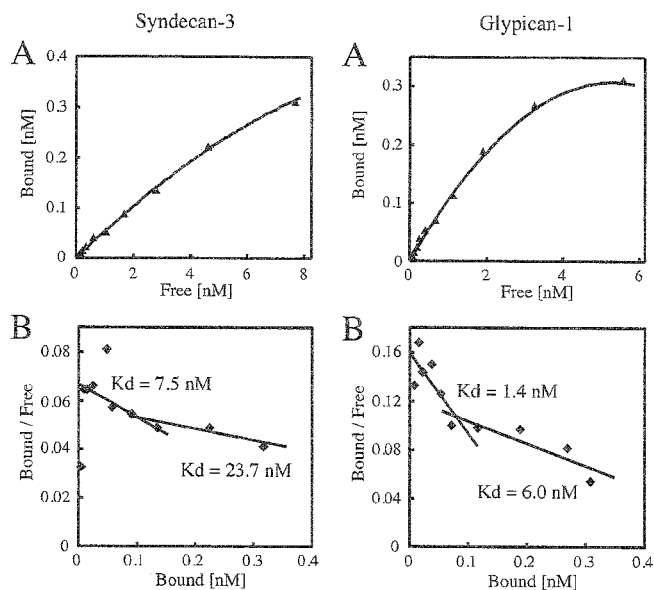 Syndecan-3
Glypican-1
A
Bound [nM]
0.4
0.3
0.2
0.1
0
0 2 4 6 8
Free [nM]
A
Bound [nM]
0.3
0.2
0.1
0
0 2 4 6
Free [nM]
B
Bound / Free
0.08
0.06
0.04
0.02
0
Kd = 7.5 nM
Kd = 23.7 nM
0 0.1 0.2 0.3 0.4
Bound [nM]
B
Bound / Free
0.16
0.12
0.08
0.04
0
Kd = 1.4 nM
Kd = 6.0 nM
0 0.1 0.2 0.3 0.4
Bound [nM]